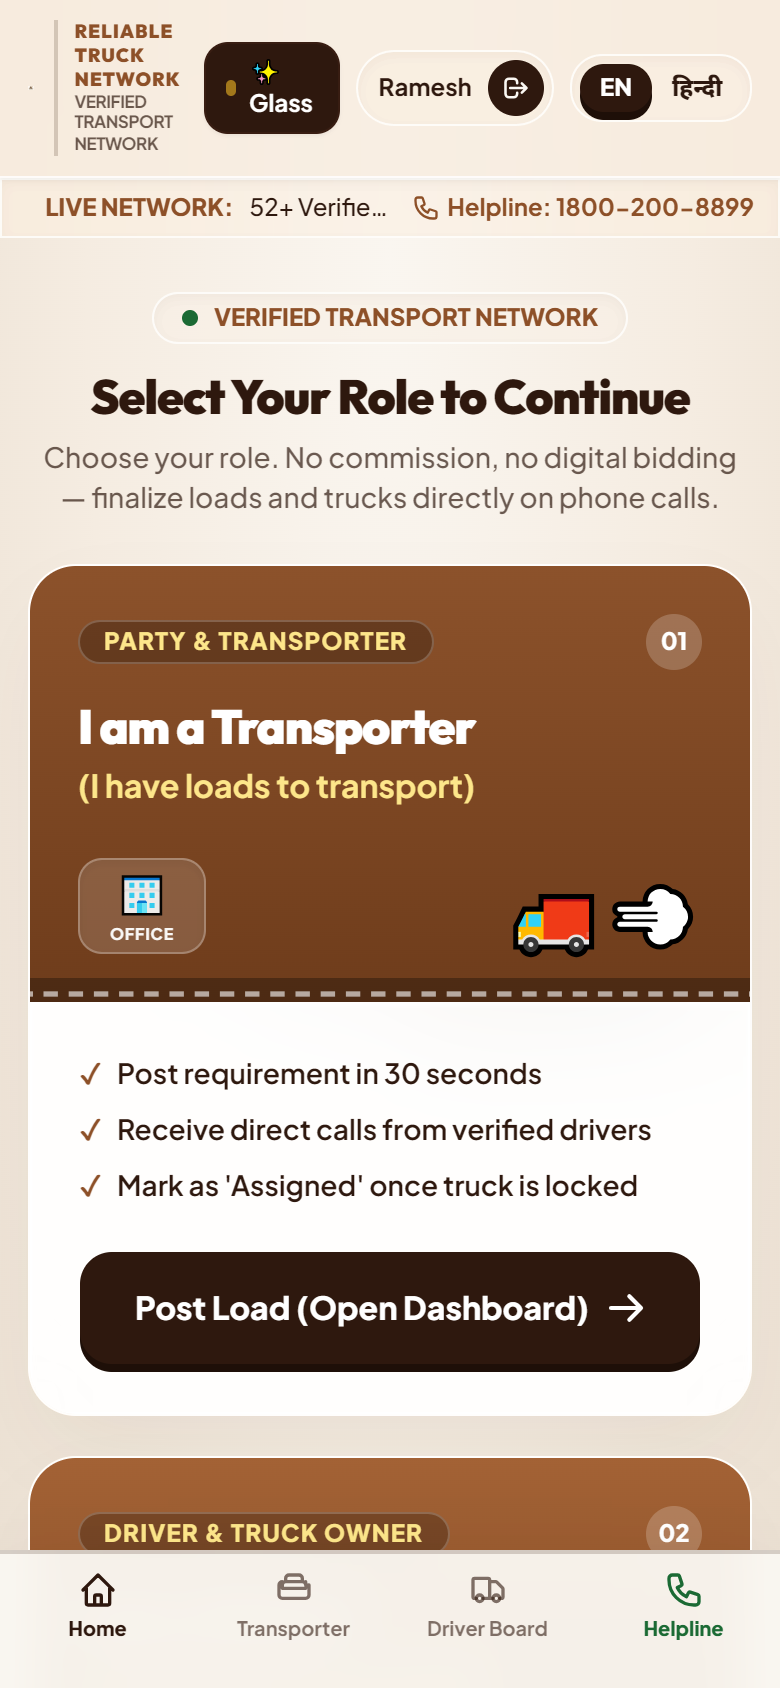 RELIABLE
TRUCK
NETWORK
VERIFIED
TRANSPORT
NETWORK
Glass
Ramesh
EN
हिन्दी
LIVE NETWORK: 52+ Verifie...
Helpline: 1800-200-8899
VERIFIED TRANSPORT NETWORK
Select Your Role to Continue
Choose your role. No commission, no digital bidding
— finalize loads and trucks directly on phone calls.
PARTY & TRANSPORTER
01
I am a Transporter
(I have loads to transport)
OFFICE
✓ Post requirement in 30 seconds
✓ Receive direct calls from verified drivers
✓ Mark as 'Assigned' once truck is locked
Post Load (Open Dashboard) →
DRIVER & TRUCK OWNER
02
Home
Transporter
Driver Board
Helpline